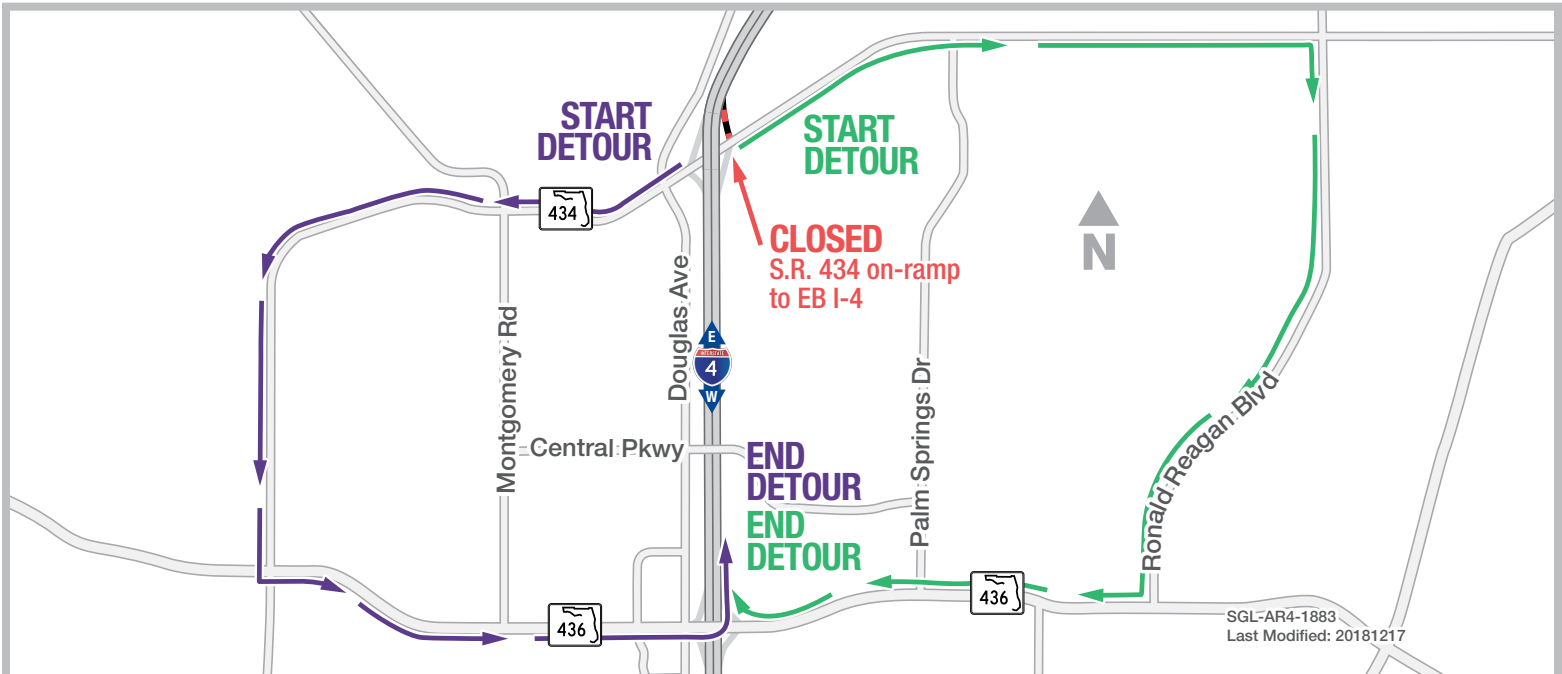 START
DETOUR
START
DETOUR
434
CLOSED
S.R. 434 on-ramp
to EB I-4
N
Montgomery Rd
Douglas Ave
E
INTERSTATE
4
W
Palm Springs Dr
Ronald Reagan Blvd
Central Pkwy
END
DETOUR
END
DETOUR
436
436
SGL-AR4-1883
Last Modified: 20181217